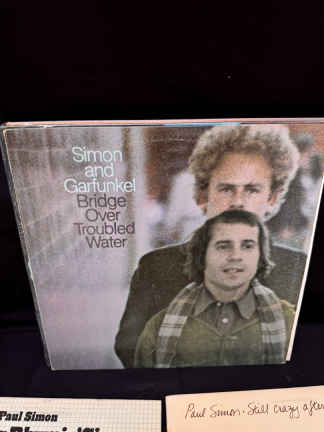 Simon
and
Garfunkel
Bridge
Over
Troubled
Water
Paul Simon
Paul Simon - Still crazy after